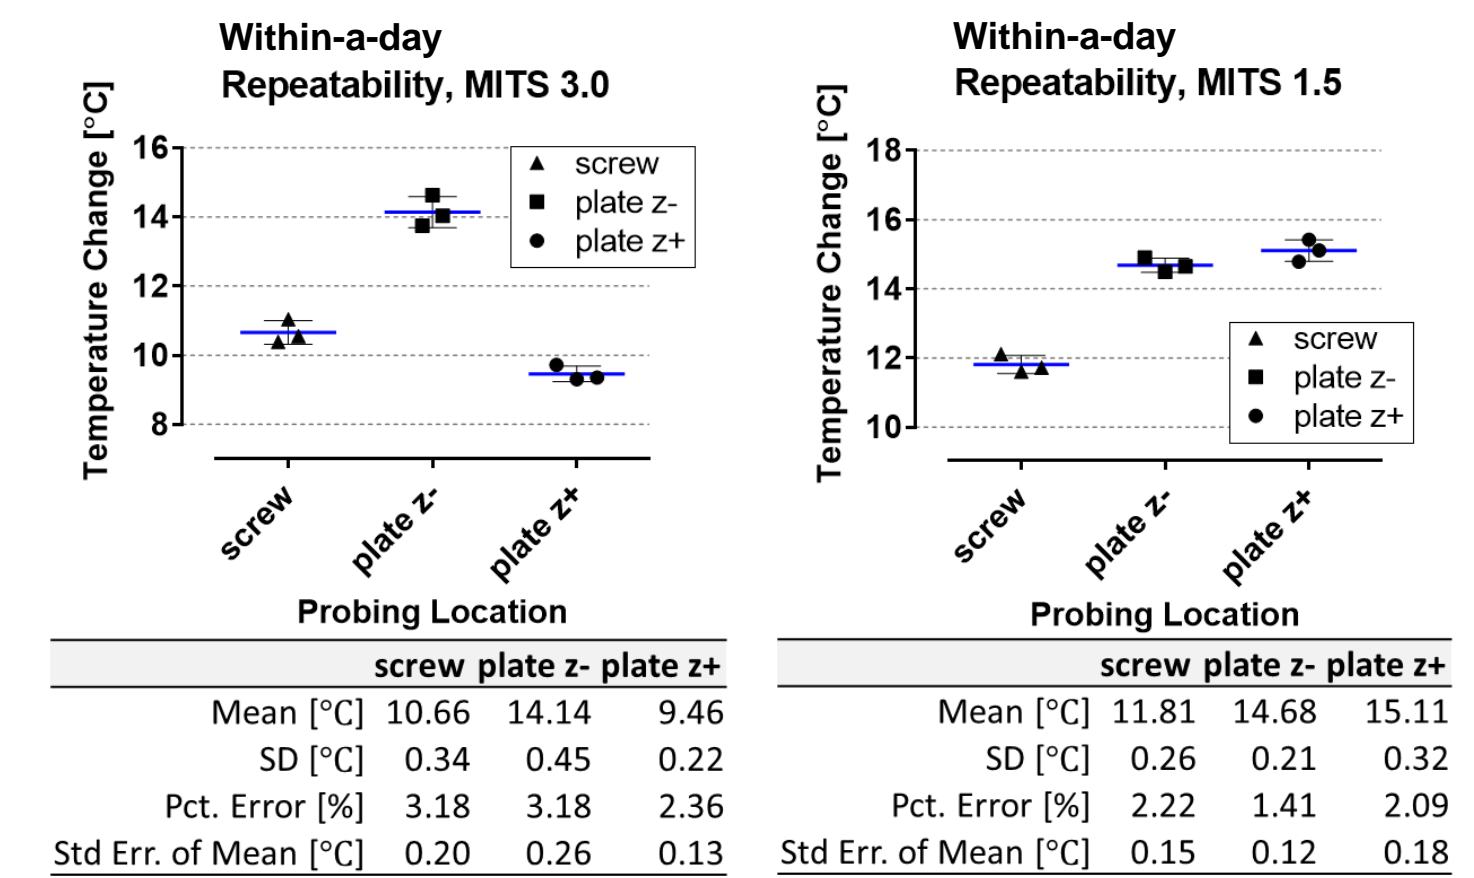 Within-a-day
Repeatability, MITS 3.0
Temperature Change [°C]
16
14
12
10
8
screw
plate z-
plate z+
screw
plate z-
plate z+
Probing Location
screw plate z- plate z+
Mean [°C] 10.66 14.14 9.46
SD [°C] 0.34 0.45 0.22
Pct. Error [%] 3.18 3.18 2.36
Std Err. of Mean [°C] 0.20 0.26 0.13
Within-a-day
Repeatability, MITS 1.5
Temperature Change [°C]
18
16
14
12
10
screw
plate z-
plate z+
screw
plate z-
plate z+
Probing Location
screw plate z- plate z+
Mean [°C] 11.81 14.68 15.11
SD [°C] 0.26 0.21 0.32
Pct. Error [%] 2.22 1.41 2.09
Std Err. of Mean [°C] 0.15 0.12 0.18